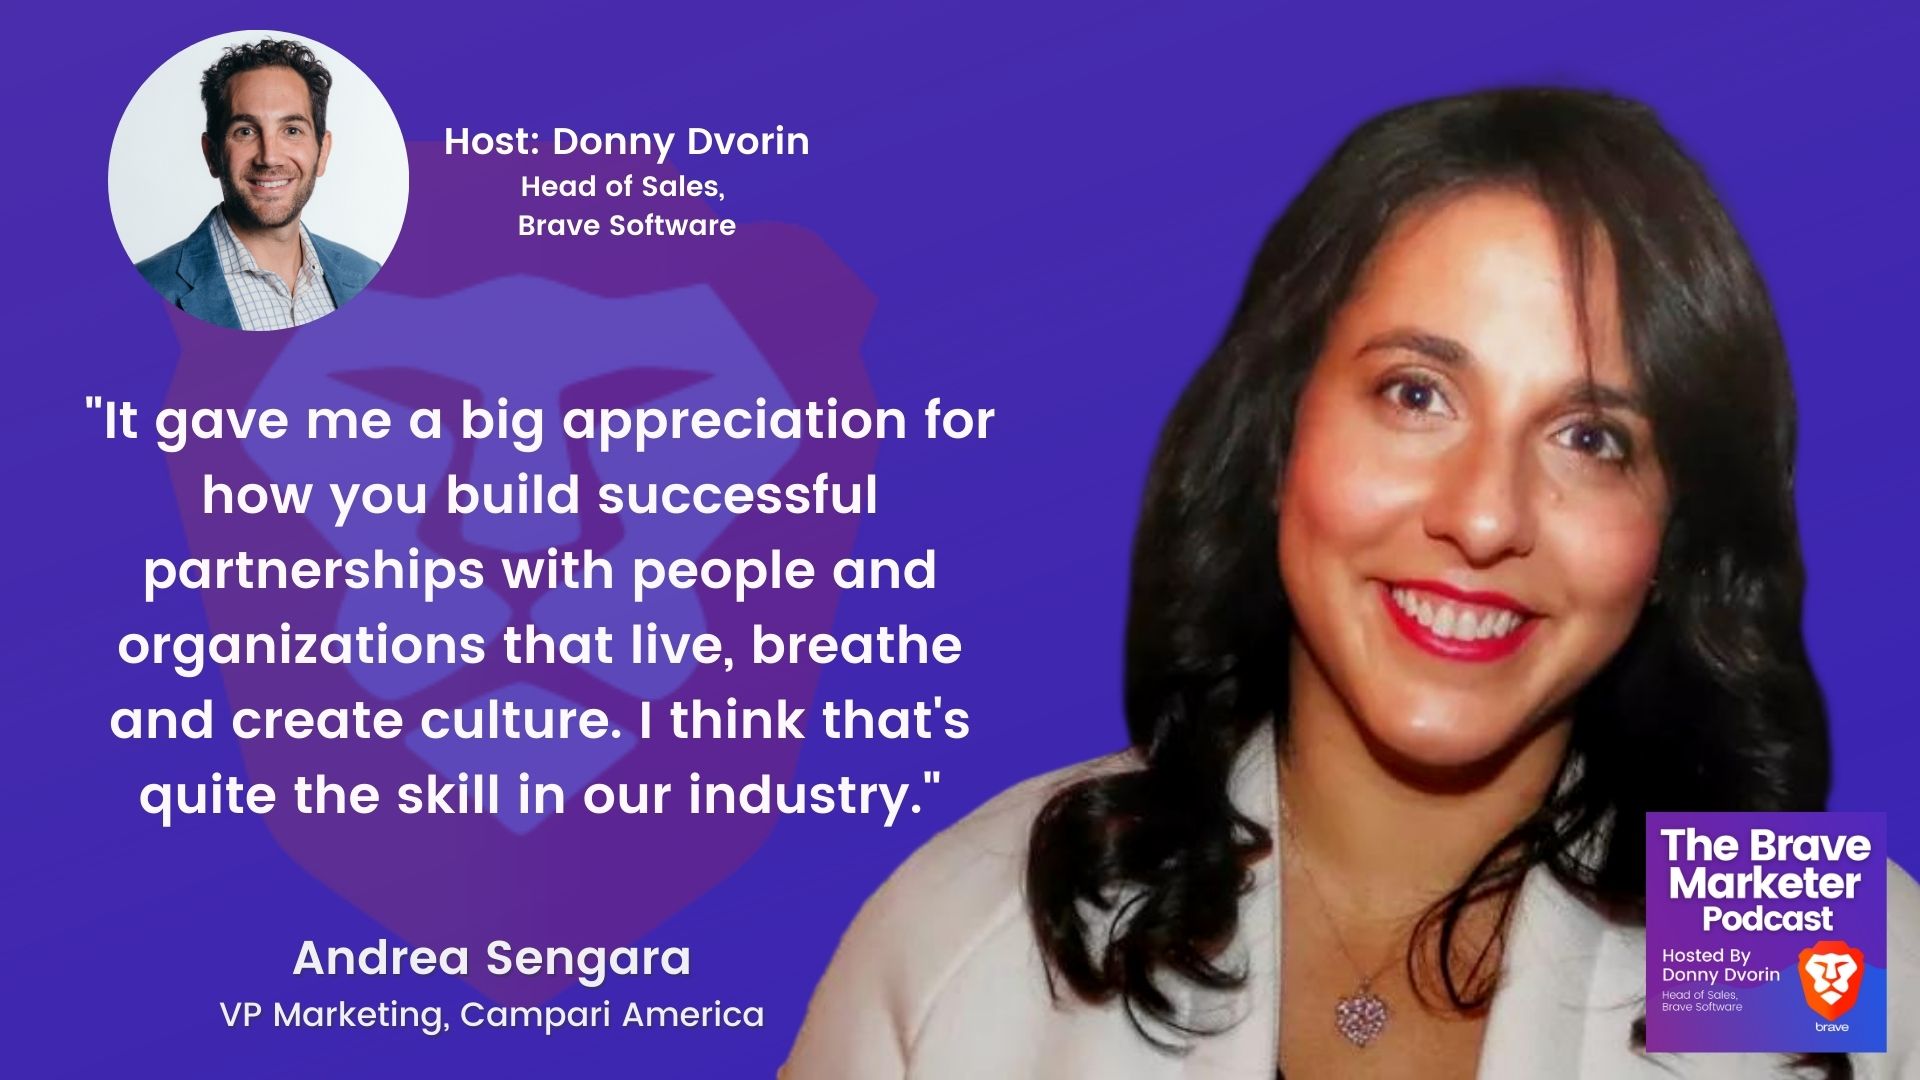 Host: Donny Dvorin
Head of Sales,
Brave Software
"It gave me a big appreciation for
how you build successful
partnerships with people and
organizations that live, breathe
and create culture. I think that's
quite the skill in our industry."
Andrea Sengara
VP Marketing, Campari America
The Brave
Marketer
Podcast
Hosted By
Donny Dvorin
Head of Sales,
Brave Software
brave